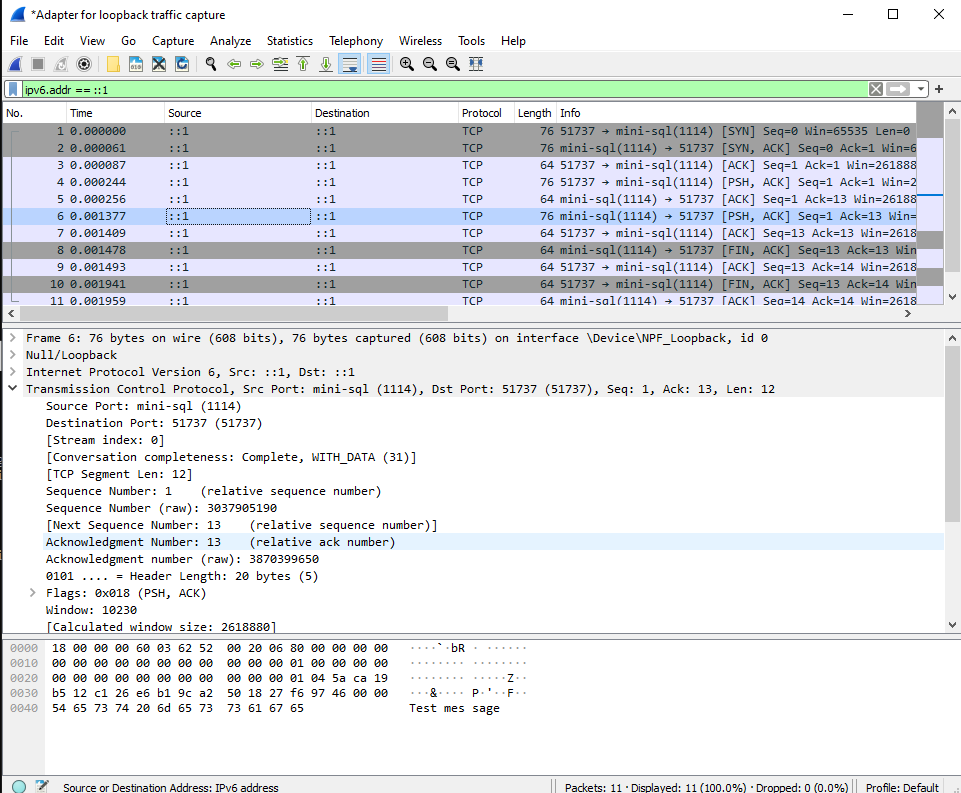 *Adapter for loopback traffic capture
File Edit View Go Capture Analyze Statistics Telephony Wireless Tools Help
ipv6.addr == ::1
No. Time Source Destination Protocol Length Info
1 0.000000 ::1 ::1 TCP 76 51737 → mini-sql(1114) [SYN] Seq=0 Win=65535 Len=0
2 0.000061 ::1 ::1 TCP 76 mini-sql(1114) → 51737 [SYN, ACK] Seq=0 Ack=1 Win=6
3 0.000087 ::1 ::1 TCP 64 51737 → mini-sql(1114) [ACK] Seq=1 Ack=1 Win=261888
4 0.000244 ::1 ::1 TCP 76 51737 → mini-sql(1114) [PSH, ACK] Seq=1 Ack=1 Win=2
5 0.000256 ::1 ::1 TCP 64 mini-sql(1114) → 51737 [ACK] Seq=1 Ack=13 Win=26188
6 0.001377 ::1 ::1 TCP 76 mini-sql(1114) → 51737 [PSH, ACK] Seq=1 Ack=13 Win=
7 0.001409 ::1 ::1 TCP 64 51737 → mini-sql(1114) [ACK] Seq=13 Ack=13 Win=2618
8 0.001478 ::1 ::1 TCP 64 mini-sql(1114) → 51737 [FIN, ACK] Seq=13 Ack=13 Win
9 0.001493 ::1 ::1 TCP 64 51737 → mini-sql(1114) [ACK] Seq=13 Ack=14 Win=2618
10 0.001941 ::1 ::1 TCP 64 51737 → mini-sql(1114) [FIN, ACK] Seq=13 Ack=14 Win
11 0.001959 ::1 ::1 TCP 64 mini-sql(1114) → 51737 [ACK] Seq=14 Ack=14 Win=2618
Frame 6: 76 bytes on wire (608 bits), 76 bytes captured (608 bits) on interface \Device\NPF_Loopback, id 0
Null/Loopback
Internet Protocol Version 6, Src: ::1, Dst: ::1
Transmission Control Protocol, Src Port: mini-sql (1114), Dst Port: 51737 (51737), Seq: 1, Ack: 13, Len: 12
Source Port: mini-sql (1114)
Destination Port: 51737 (51737)
[Stream index: 0]
[Conversation completeness: Complete, WITH_DATA (31)]
[TCP Segment Len: 12]
Sequence Number: 1 (relative sequence number)
Sequence Number (raw): 3037905190
[Next Sequence Number: 13 (relative sequence number)]
Acknowledgment Number: 13 (relative ack number)
Acknowledgment number (raw): 3870399650
0101 .... = Header Length: 20 bytes (5)
Flags: 0x018 (PSH, ACK)
Window: 10230
[Calculated window size: 2618880]
0000 18 00 00 00 60 03 62 52 00 20 06 80 00 00 00 00 ····`·bR · ······
0010 00 00 00 00 00 00 00 00 00 00 00 01 00 00 00 00 ········ ········
0020 00 00 00 00 00 00 00 00 00 00 00 01 04 5a ca 19 ········ ·····Z··
0030 b5 12 c1 26 e6 b1 9c a2 50 18 27 f6 97 46 00 00 ···&···· P·'··F··
0040 54 65 73 74 20 6d 65 73 73 61 67 65 Test mes sage
Source or Destination Address: IPv6 address Packets: 11 · Displayed: 11 (100.0%) · Dropped: 0 (0.0%) Profile: Default